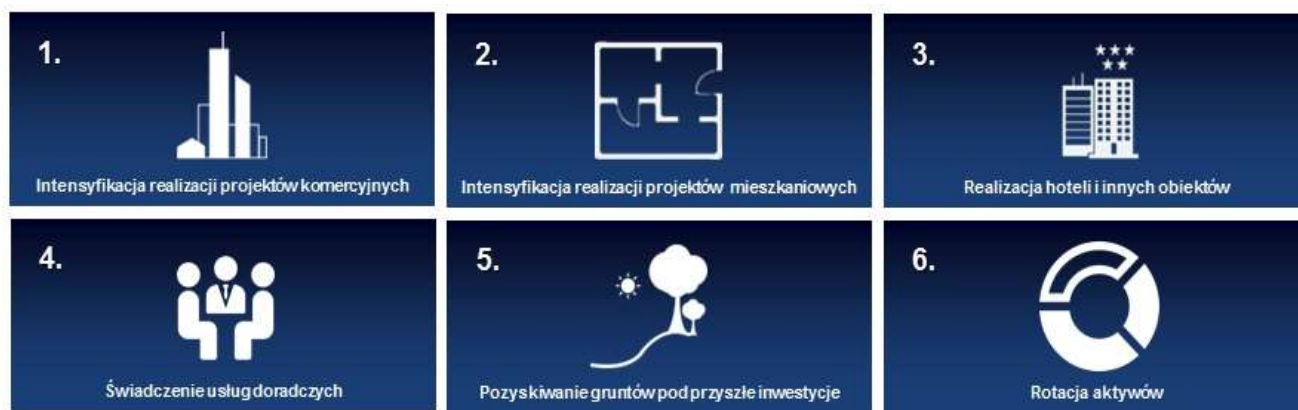 1.
Intensyfikacja realizacji projektów komercyjnych
2.
Intensyfikacja realizacji projektów mieszkaniowych
3.
Realizacja hoteli i innych obiektów
4.
Świadczenie usług doradczych
5.
Pozyskiwanie gruntów pod przyszłe inwestycje
6.
Rotacja aktywów